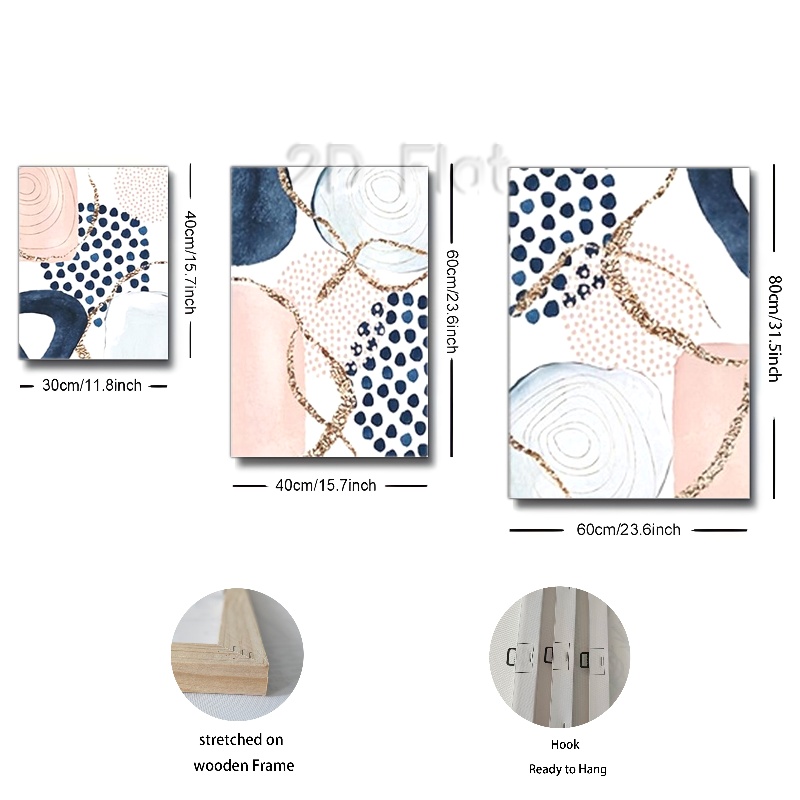 2D Flat
40cm/15.7inch
30cm/11.8inch
60cm/23.6inch
40cm/15.7inch
80cm/31.5inch
60cm/23.6inch
stretched on
wooden Frame
Hook
Ready to Hang